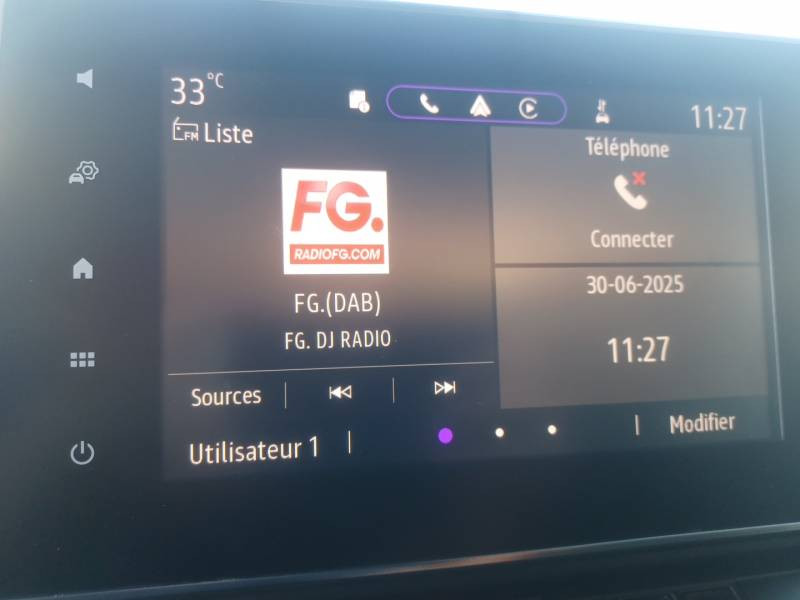 33°C
11:27
FM Liste
Téléphone
FG.
RADIOFG.COM
Connecter
FG.(DAB)
FG. DJ RADIO
30-06-2025
11:27
Sources
Utilisateur 1
Modifier